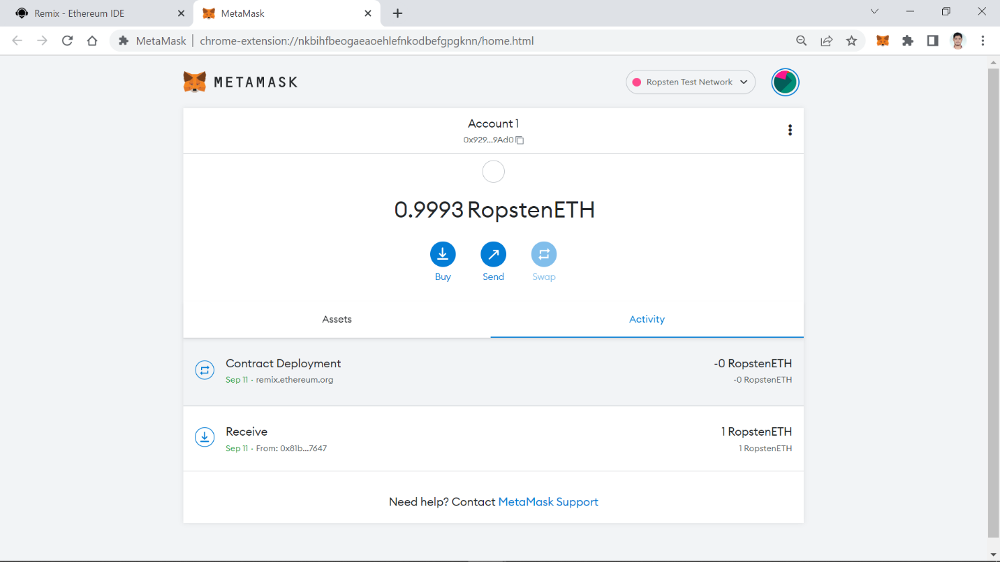 Remix - Ethereum IDE
MetaMask
MetaMask | chrome-extension://nkbihfbeogaeaoehlefnkodbefgpgknn/home.html
METAMASK
Ropsten Test Network
Account 1
0x929...9Ad0
0.9993 RopstenETH
Buy
Send
Swap
Assets
Activity
Contract Deployment
-0 RopstenETH
Sep 11 · remix.ethereum.org
-0 RopstenETH
Receive
1 RopstenETH
Sep 11 · From: 0x81b...7647
1 RopstenETH
Need help? Contact MetaMask Support